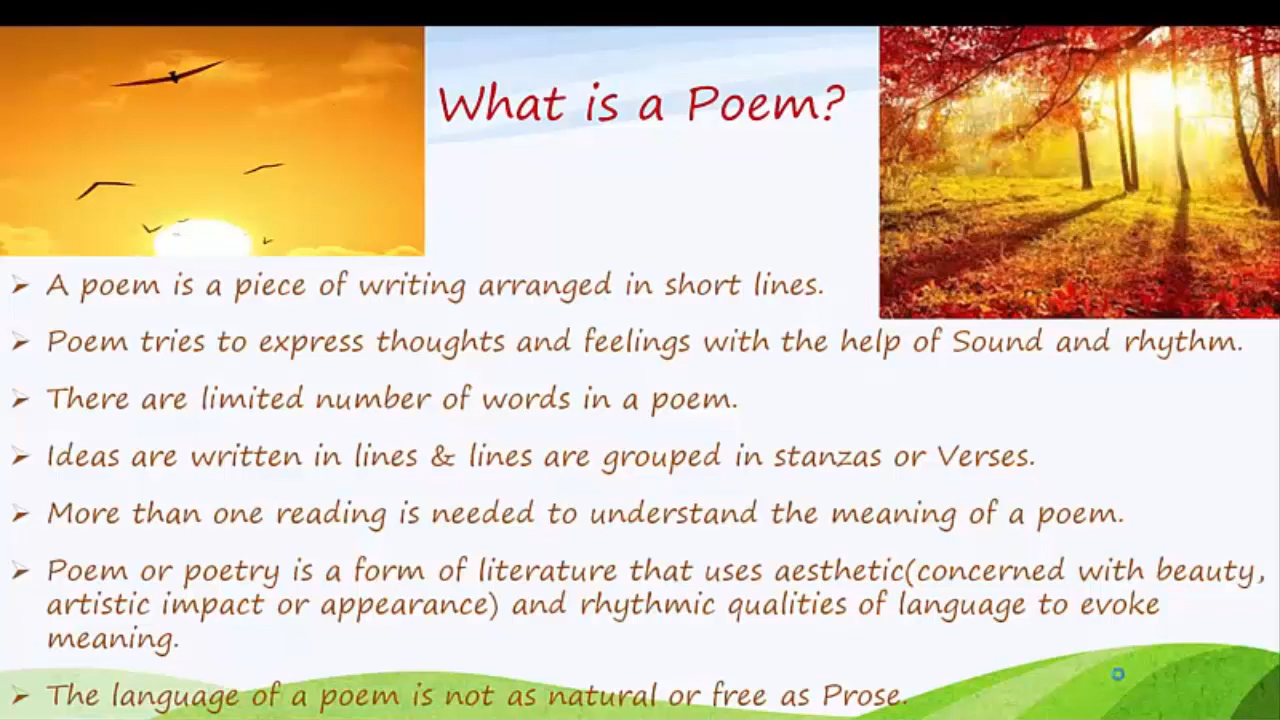 What is a Poem?
➢ A poem is a piece of writing arranged in short lines.
➢ Poem tries to express thoughts and feelings with the help of Sound and rhythm.
➢ There are limited number of words in a poem.
➢ Ideas are written in lines & lines are grouped in stanzas or Verses.
➢ More than one reading is needed to understand the meaning of a poem.
➢ Poem or poetry is a form of literature that uses aesthetic(concerned with beauty,
artistic impact or appearance) and rhythmic qualities of language to evoke
meaning.
➢ The language of a poem is not as natural or free as Prose.